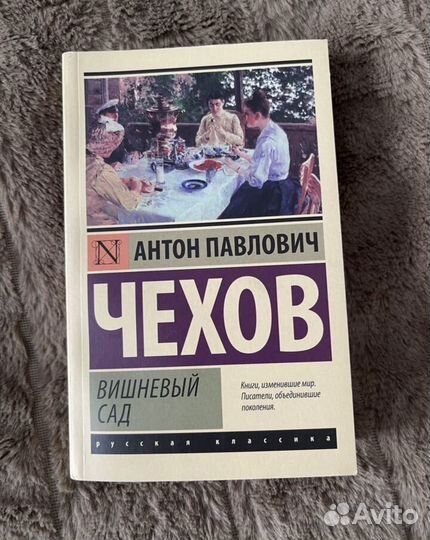 N
АНТОН ПАВЛОВИЧ
ЧЕХОВ
ВИШНЕВЫЙ
САД
Книги, изменившие мир.
Писатели, объединившие
поколения.
русская классика
Avito